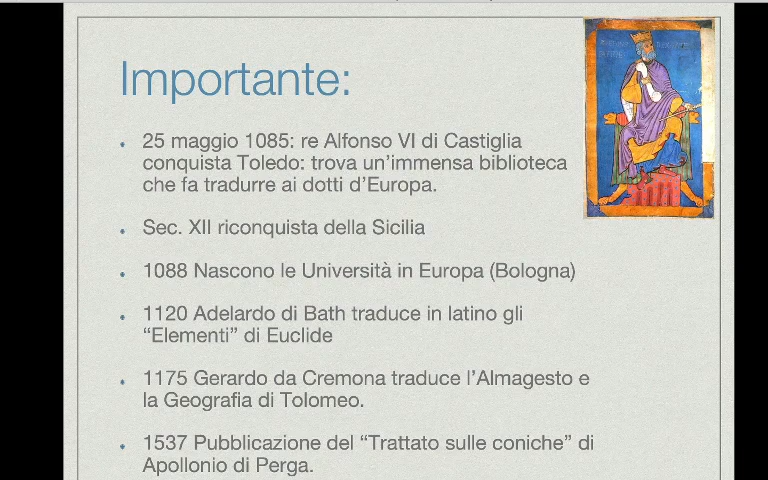 Importante:
25 maggio 1085: re Alfonso VI di Castiglia
conquista Toledo: trova un'immensa biblioteca
che fa tradurre ai dotti d'Europa.
Sec. XII riconquista della Sicilia
1088 Nascono le Università in Europa (Bologna)
1120 Adelardo di Bath traduce in latino gli
“Elementi” di Euclide
1175 Gerardo da Cremona traduce l'Almagesto e
la Geografia di Tolomeo.
1537 Pubblicazione del “Trattato sulle coniche” di
Apollonio di Perga.